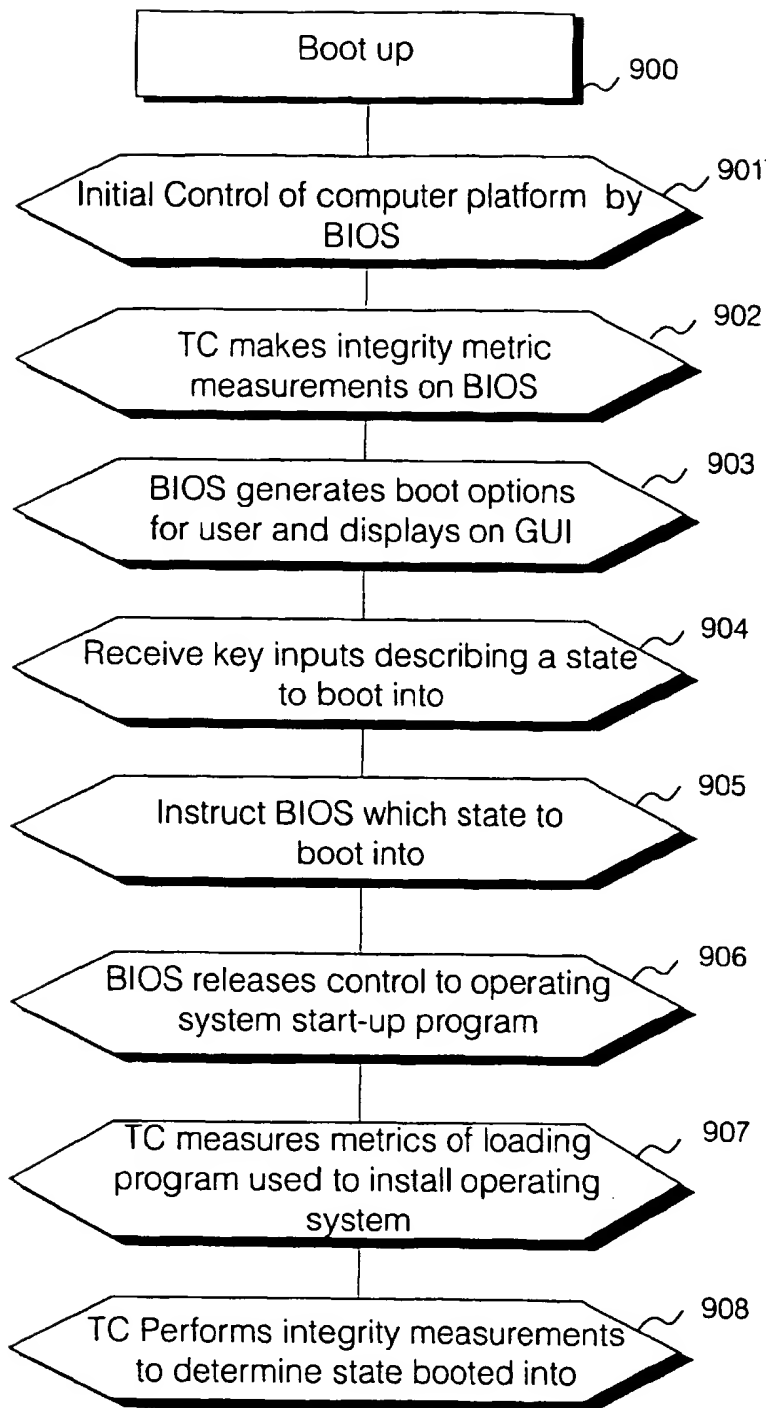 Boot up
900
901
Initial Control of computer platform by
BIOS
902
TC makes integrity metric
measurements on BIOS
903
BIOS generates boot options
for user and displays on GUI
904
Receive key inputs describing a state
to boot into
905
Instruct BIOS which state to
boot into
906
BIOS releases control to operating
system start-up program
907
TC measures metrics of loading
program used to install operating
system
908
TC Performs integrity measurements
to determine state booted into